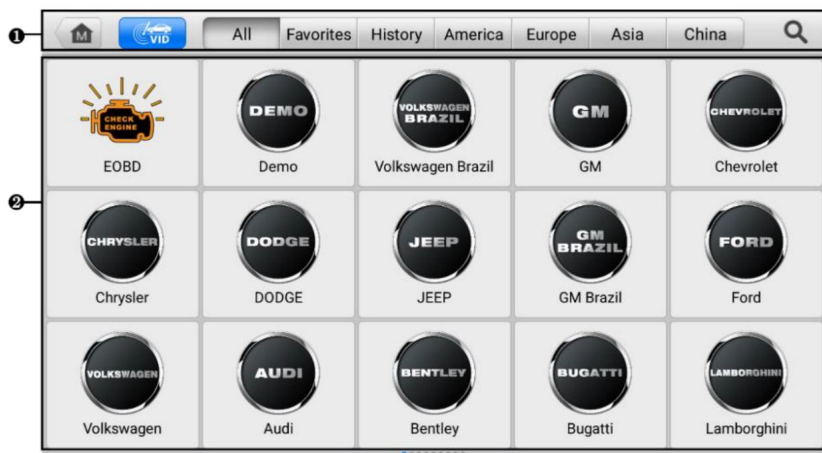 ❶
M
VID
All
Favorites
History
America
Europe
Asia
China
❷
CHECK
ENGINE
EOBD
DEMO
Demo
VOLKSWAGEN
BRAZIL
Volkswagen Brazil
GM
GM
CHEVROLET
Chevrolet
CHRYSLER
Chrysler
DODGE
DODGE
JEEP
JEEP
GM
BRAZIL
GM Brazil
FORD
Ford
VOLKSWAGEN
Volkswagen
AUDI
Audi
BENTLEY
Bentley
BUGATTI
Bugatti
LAMBORGHINI
Lamborghini